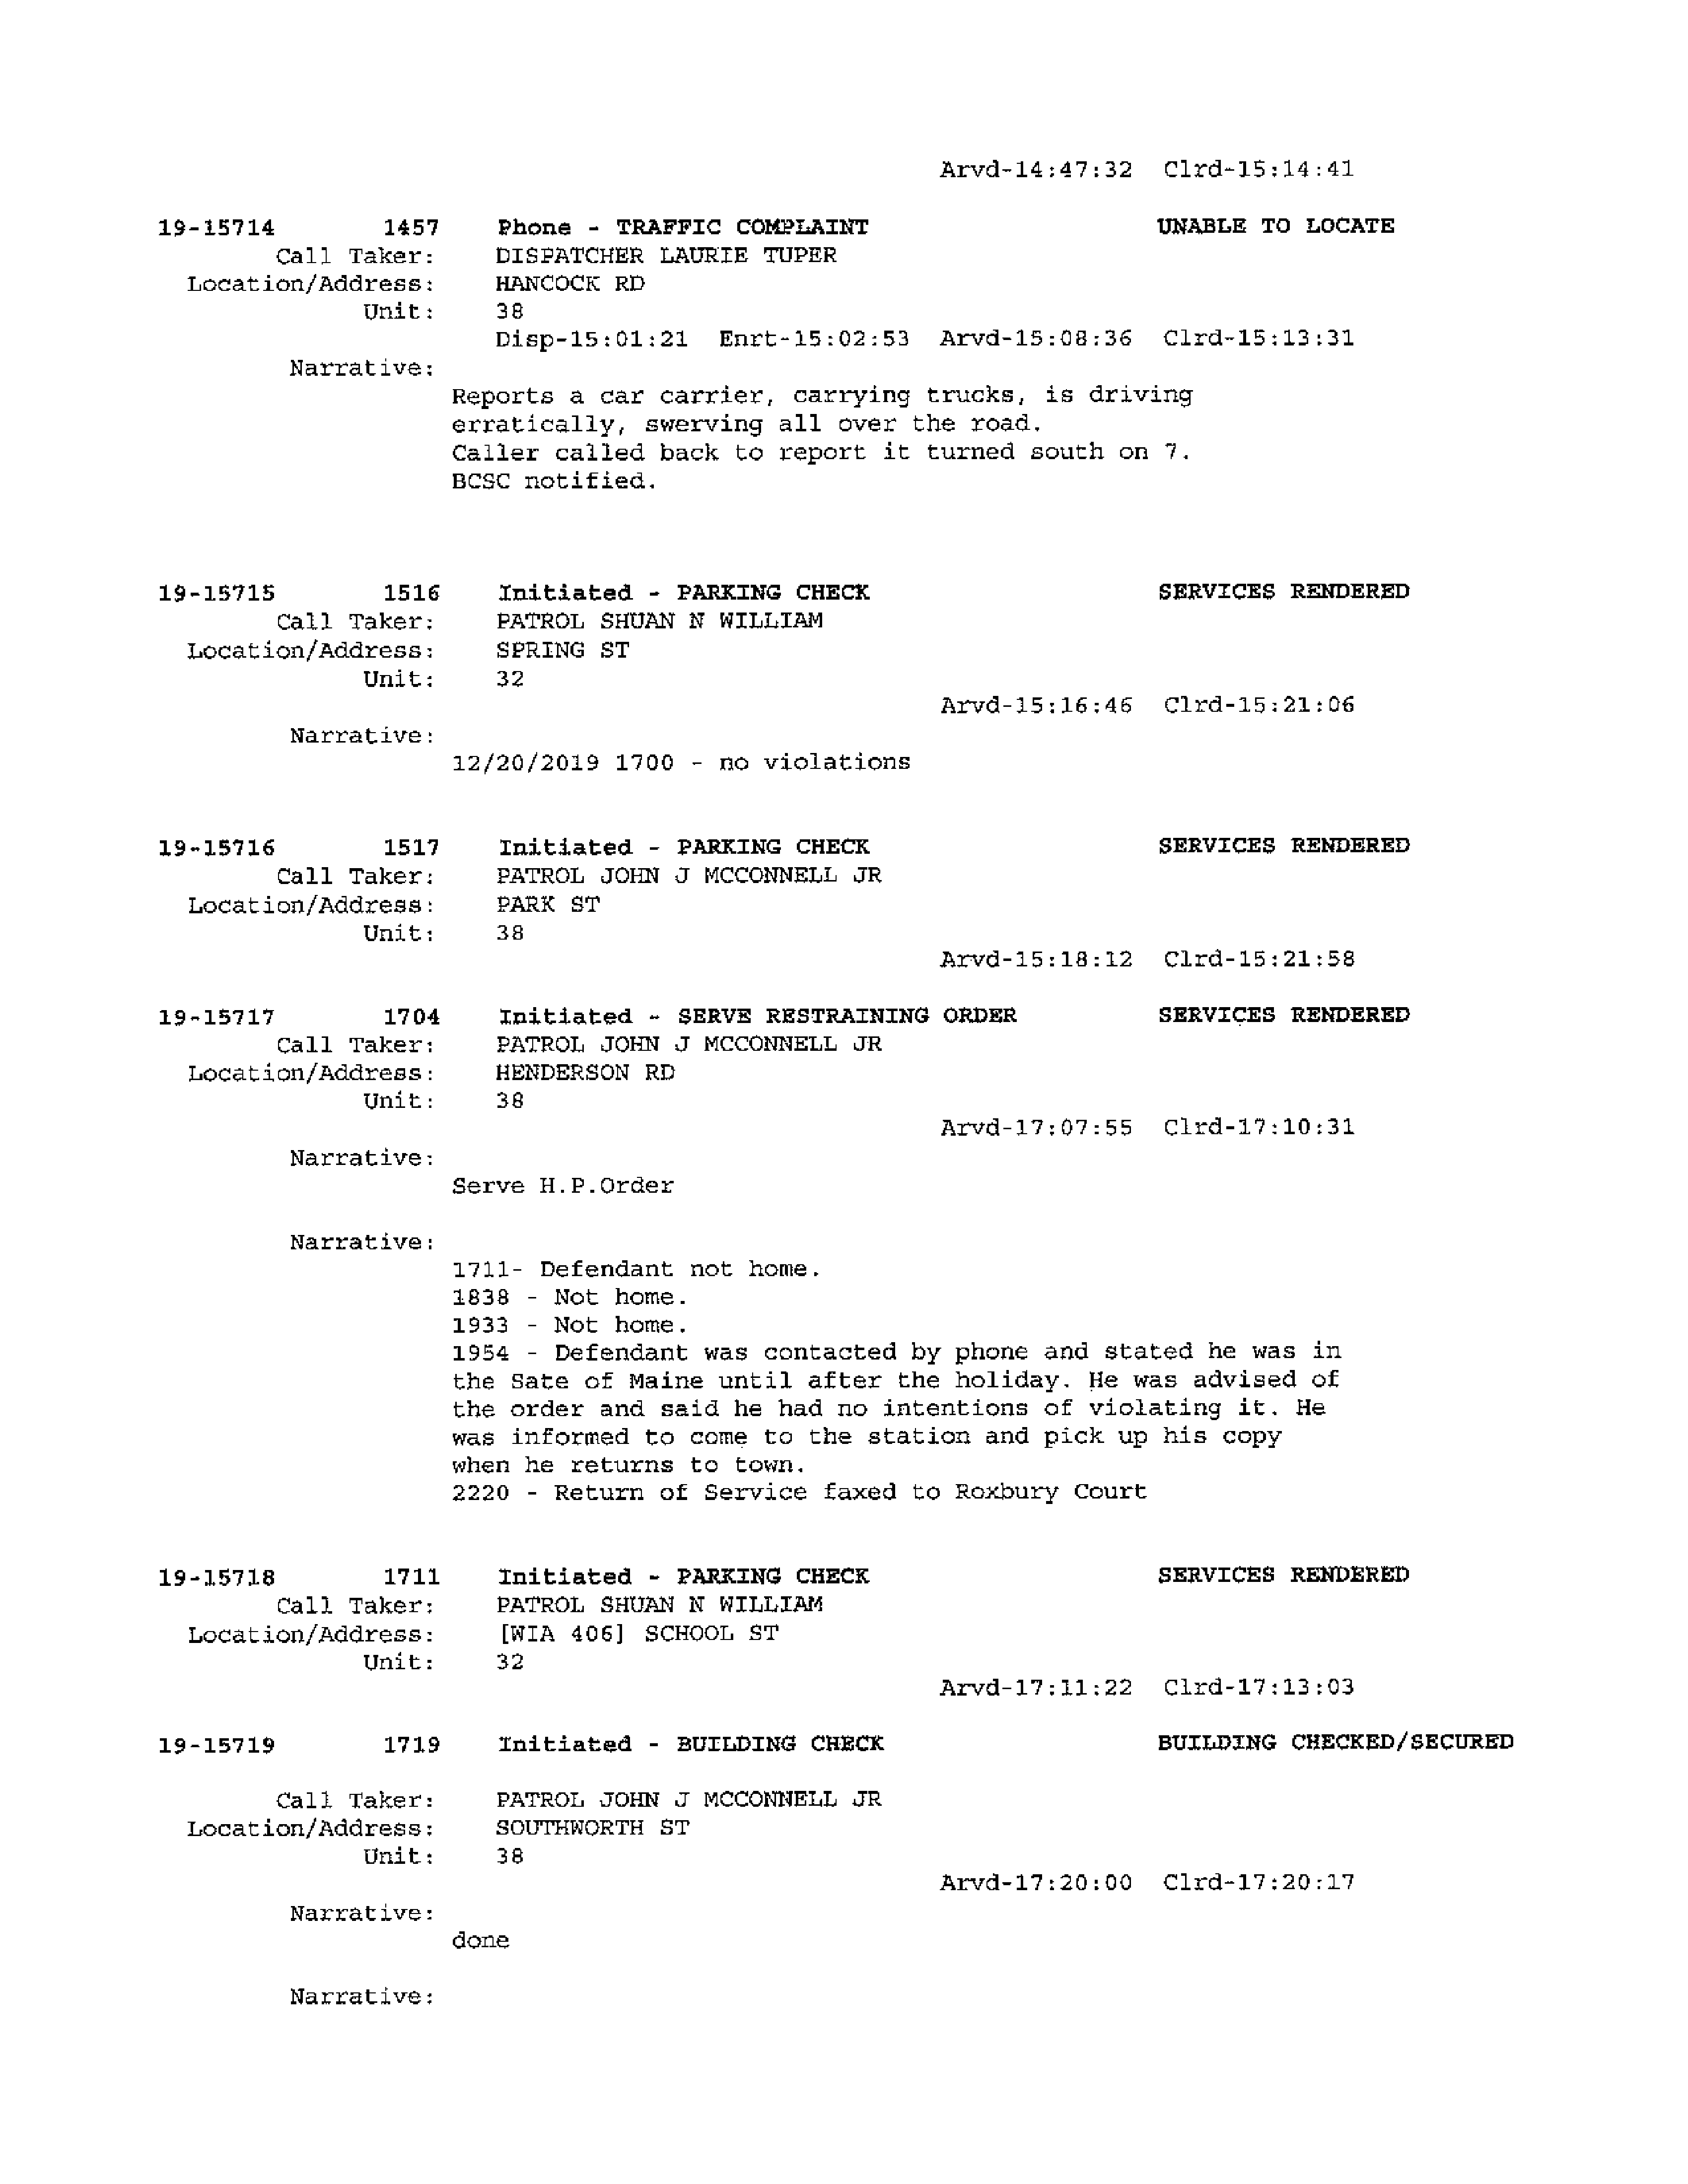 Arvd-14:47:32 Clrd-15:14:41
19-15714 1457 Phone - TRAFFIC COMPLAINT UNABLE TO LOCATE
Call Taker: DISPATCHER LAURIE TUPER
Location/Address: HANCOCK RD
Unit: 38
Disp-15:01:21 Enrt-15:02:53 Arvd-15:08:36 Clrd-15:13:31
Narrative:
Reports a car carrier, carrying trucks, is driving
erratically, swerving all over the road.
Caller called back to report it turned south on 7.
BCSC notified.
19-15715 1516 Initiated - PARKING CHECK SERVICES RENDERED
Call Taker: PATROL SHUAN N WILLIAM
Location/Address: SPRING ST
Unit: 32
Arvd-15:16:46 Clrd-15:21:06
Narrative:
12/20/2019 1700 - no violations
19-15716 1517 Initiated - PARKING CHECK SERVICES RENDERED
Call Taker: PATROL JOHN J MCCONNELL JR
Location/Address: PARK ST
Unit: 38
Arvd-15:18:12 Clrd-15:21:58
19-15717 1704 Initiated - SERVE RESTRAINING ORDER SERVICES RENDERED
Call Taker: PATROL JOHN J MCCONNELL JR
Location/Address: HENDERSON RD
Unit: 38
Arvd-17:07:55 Clrd-17:10:31
Narrative:
Serve H.P.Order
Narrative:
1711- Defendant not home.
1838 - Not home.
1933 - Not home.
1954 - Defendant was contacted by phone and stated he was in
the Sate of Maine until after the holiday. He was advised of
the order and said he had no intentions of violating it. He
was informed to come to the station and pick up his copy
when he returns to town.
2220 - Return of Service faxed to Roxbury Court
19-15718 1711 Initiated - PARKING CHECK SERVICES RENDERED
Call Taker: PATROL SHUAN N WILLIAM
Location/Address: [WIA 406] SCHOOL ST
Unit: 32
Arvd-17:11:22 Clrd-17:13:03
19-15719 1719 Initiated - BUILDING CHECK BUILDING CHECKED/SECURED
Call Taker: PATROL JOHN J MCCONNELL JR
Location/Address: SOUTHWORTH ST
Unit: 38
Arvd-17:20:00 Clrd-17:20:17
Narrative:
done
Narrative: